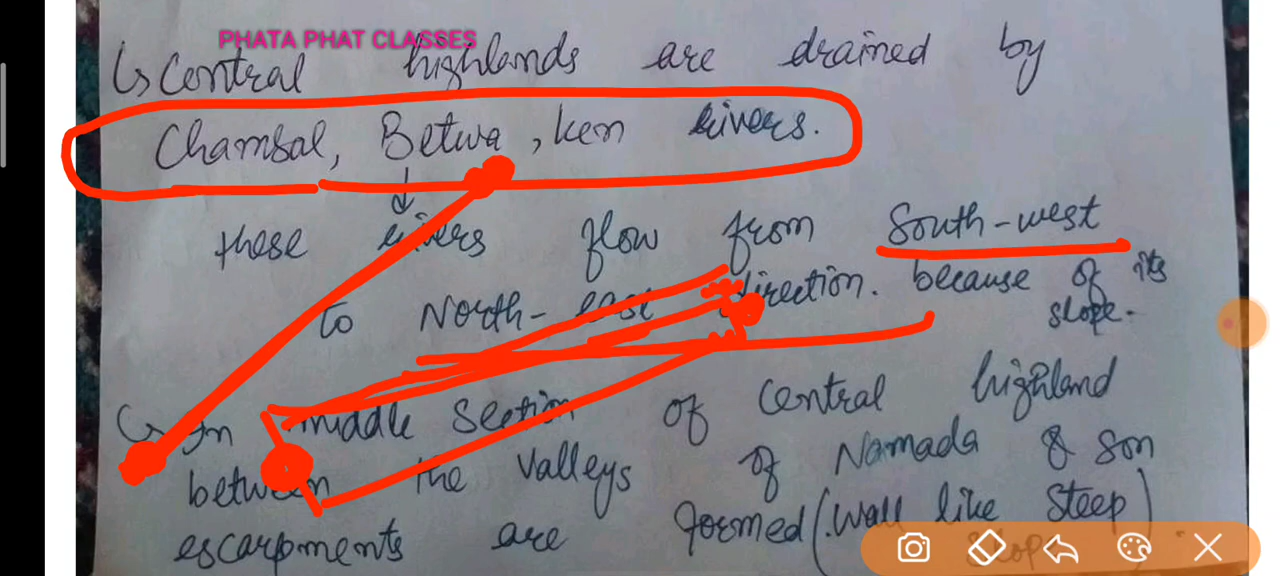 PHATA PHAT CLASSES
↳ Central highlands are drained by
Chambal, Betwa, ken rivers.
↓
these rivers flow from South-west
to North-east direction. because of its
slope.
↳ In middle section of central highland
between the valleys of Namada & Son
escarpments are formed (wall like steep
slop